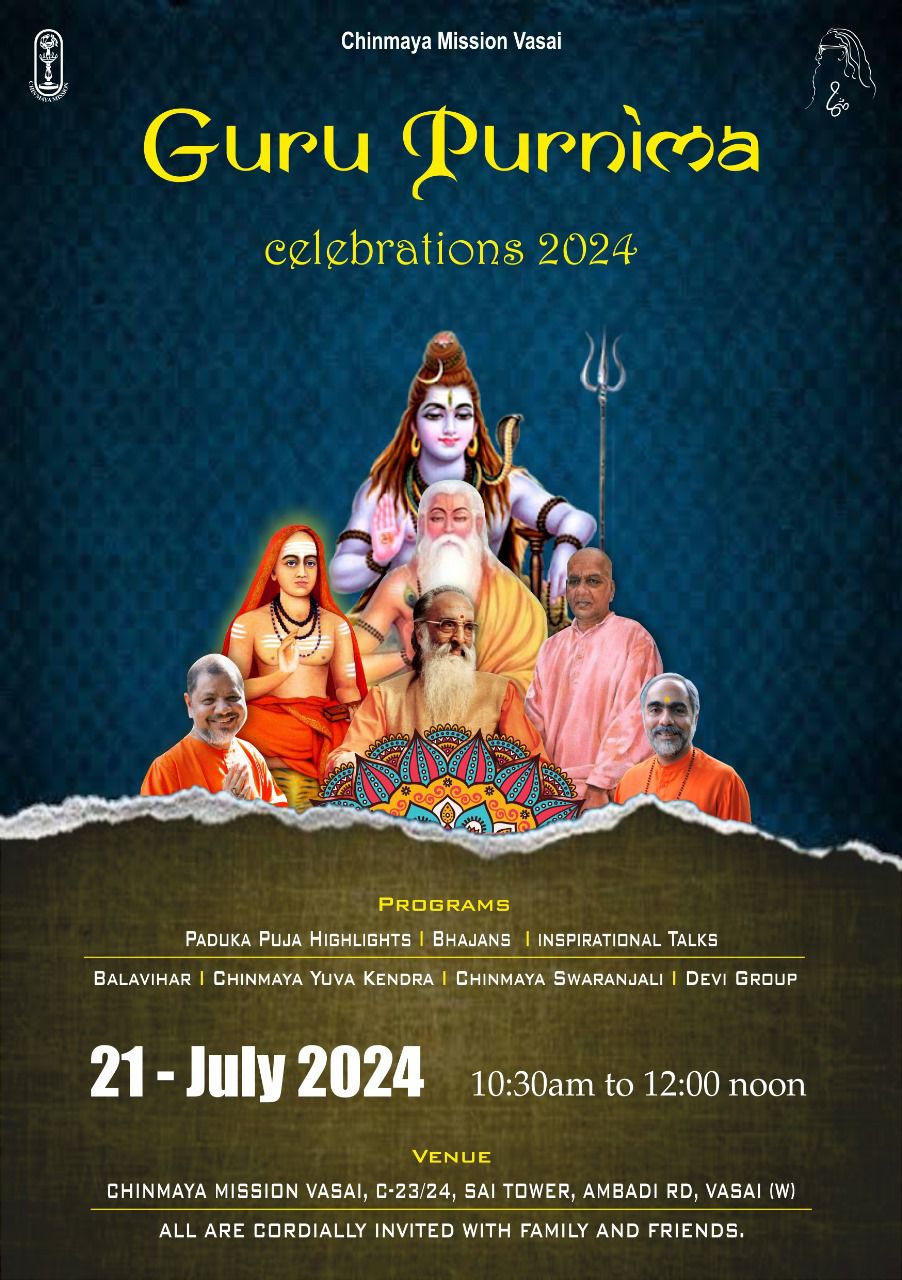 Chinmaya Mission Vasai
CHINMAYA MISSION
Guru Purnima
celebrations 2024
PROGRAMS
PADUKA PUJA HIGHLIGHTS | BHAJANS | INSPIRATIONAL TALKS
BALAVIHAR | CHINMAYA YUVA KENDRA | CHINMAYA SWARANJALI | DEVI GROUP
21 - July 2024 10:30am to 12:00 noon
VENUE
CHINMAYA MISSION VASAI, C-23/24, SAI TOWER, AMBADI RD, VASAI (W)
ALL ARE CORDIALLY INVITED WITH FAMILY AND FRIENDS.